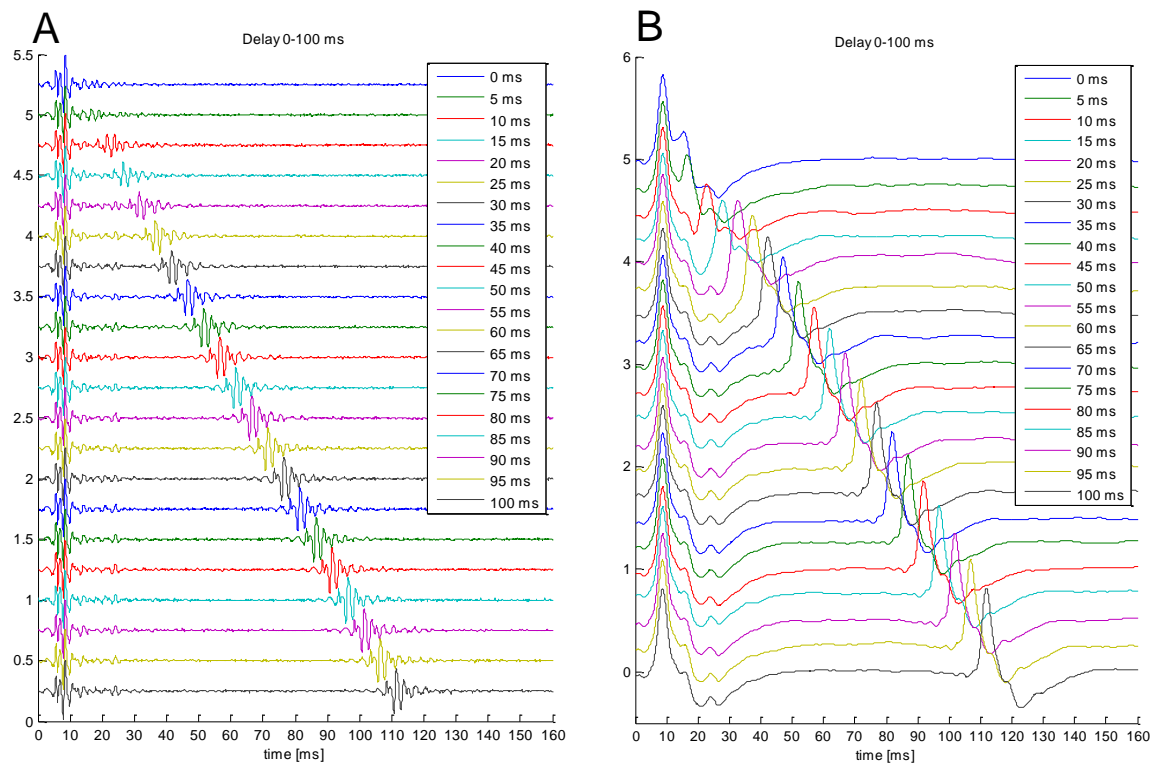 A
Delay 0-100 ms
5.5
5
4.5
4
3.5
3
2.5
2
1.5
1
0.5
0
0 10 20 30 40 50 60 70 80 90 100 110 120 130 140 150 160
time [ms]
0 ms
5 ms
10 ms
15 ms
20 ms
25 ms
30 ms
35 ms
40 ms
45 ms
50 ms
55 ms
60 ms
65 ms
70 ms
75 ms
80 ms
85 ms
90 ms
95 ms
100 ms
B
Delay 0-100 ms
6
5
4
3
2
1
0
0 10 20 30 40 50 60 70 80 90 100 110 120 130 140 150 160
time [ms]
0 ms
5 ms
10 ms
15 ms
20 ms
25 ms
30 ms
35 ms
40 ms
45 ms
50 ms
55 ms
60 ms
65 ms
70 ms
75 ms
80 ms
85 ms
90 ms
95 ms
100 ms